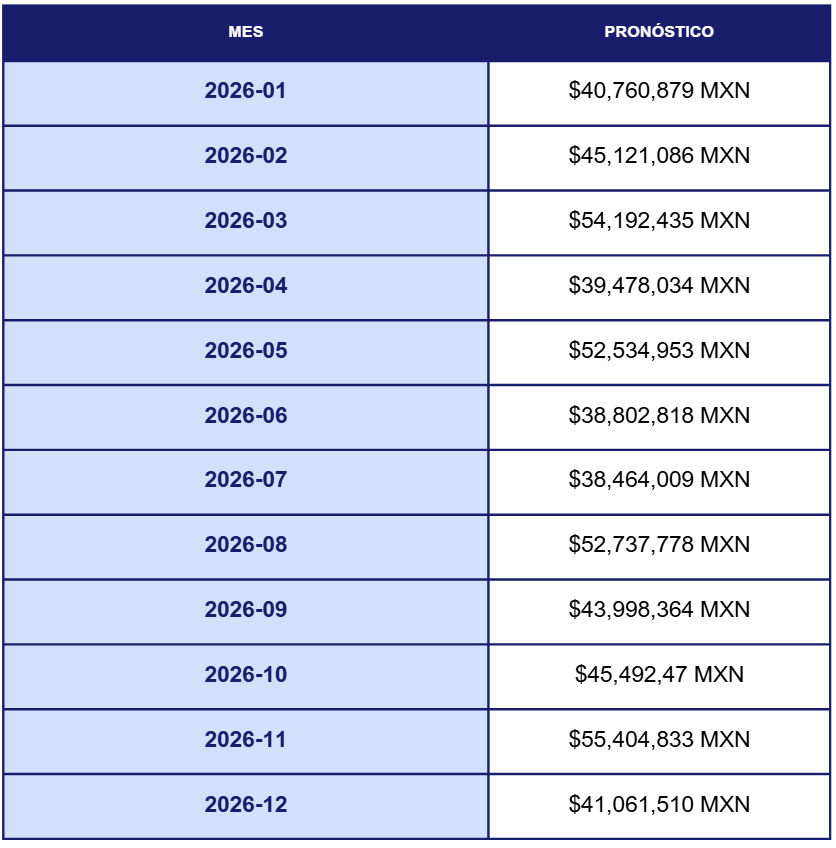 MES PRONÓSTICO
2026-01 $40,760,879 MXN
2026-02 $45,121,086 MXN
2026-03 $54,192,435 MXN
2026-04 $39,478,034 MXN
2026-05 $52,534,953 MXN
2026-06 $38,802,818 MXN
2026-07 $38,464,009 MXN
2026-08 $52,737,778 MXN
2026-09 $43,998,364 MXN
2026-10 $45,492,47 MXN
2026-11 $55,404,833 MXN
2026-12 $41,061,510 MXN